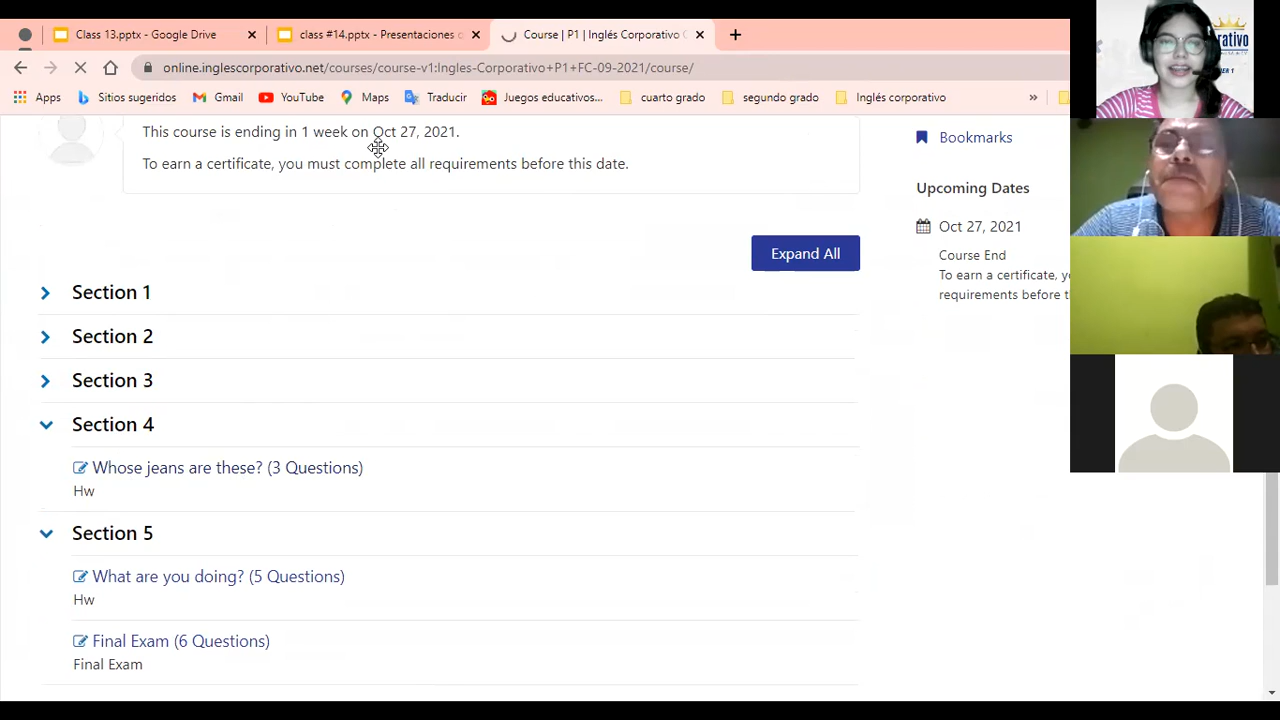 Class 13.pptx - Google Drive
class #14.pptx - Presentaciones
Course | P1 | Inglés Corporativo
online.inglescorporativo.net/courses/course-v1:Ingles-Corporativo+P1+FC-09-2021/course/
Apps
Sitios sugeridos
Gmail
YouTube
Maps
Traducir
Juegos educativos...
cuarto grado
segundo grado
Inglés corporativo
»
This course is ending in 1 week on Oct 27, 2021.
To earn a certificate, you must complete all requirements before this date.
Bookmarks
Upcoming Dates
Oct 27, 2021
Course End
To earn a certificate,
requirements before
Expand All
Section 1
Section 2
Section 3
Section 4
Whose jeans are these? (3 Questions)
Hw
Section 5
What are you doing? (5 Questions)
Hw
Final Exam (6 Questions)
Final Exam